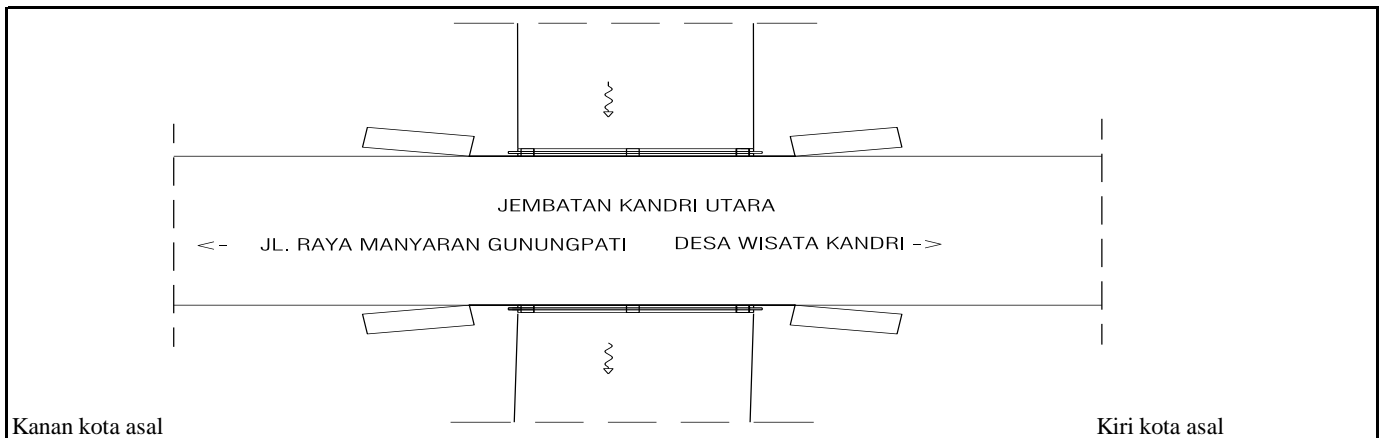 JEMBATAN KANDRI UTARA
<- JL. RAYA MANYARAN GUNUNGPATI DESA WISATA KANDRI ->
Kanan kota asal Kiri kota asal